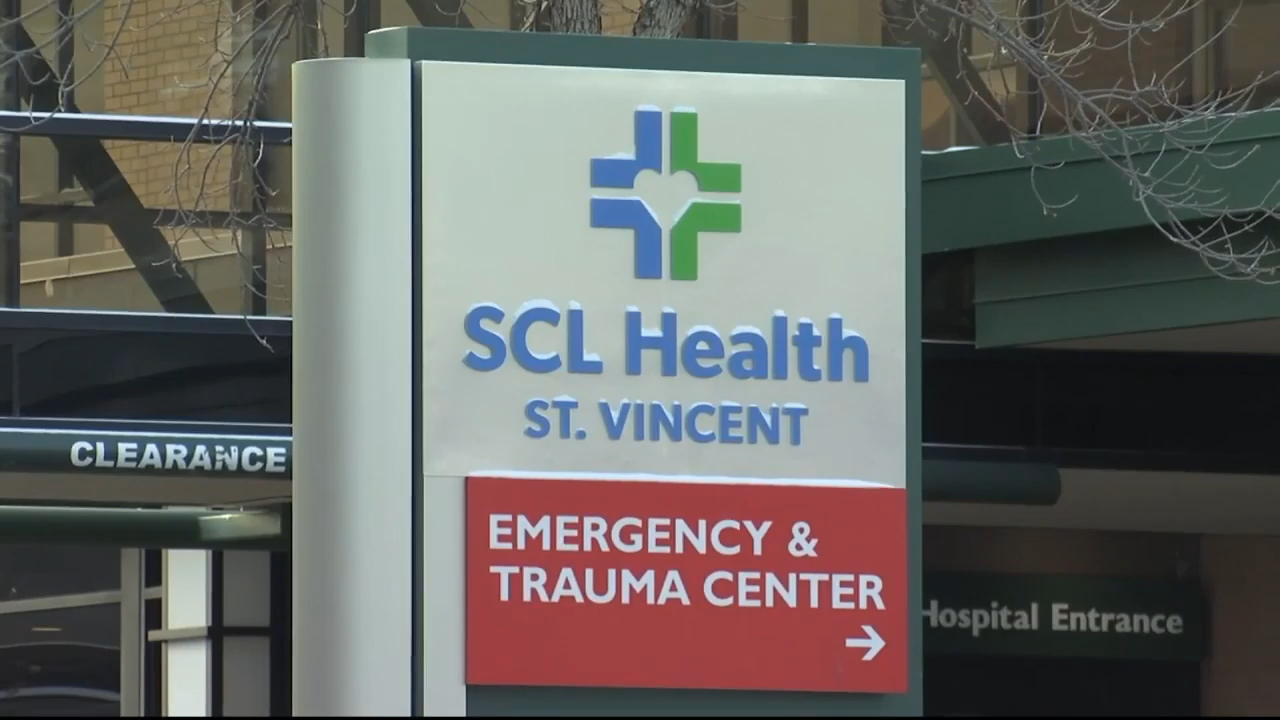 SCL Health
ST. VINCENT
CLEARANCE
EMERGENCY &
TRAUMA CENTER
→
Hospital Entrance